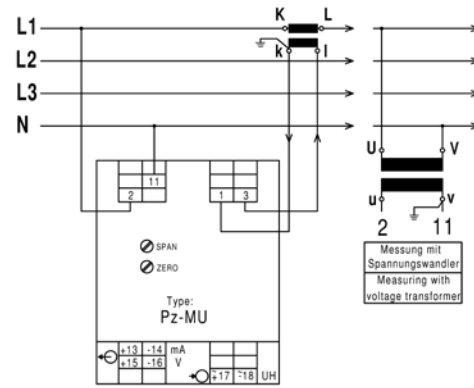 K L
L1
k l
L2
L3
N
U V
u v
2 11
11
2
1 3
SPAN
ZERO
Messung mit
Spannungswandler
Measuring with
voltage transformer
Type:
Pz-MU
+13 -14 mA
+15 -16 V
~+17 ~-18 UH